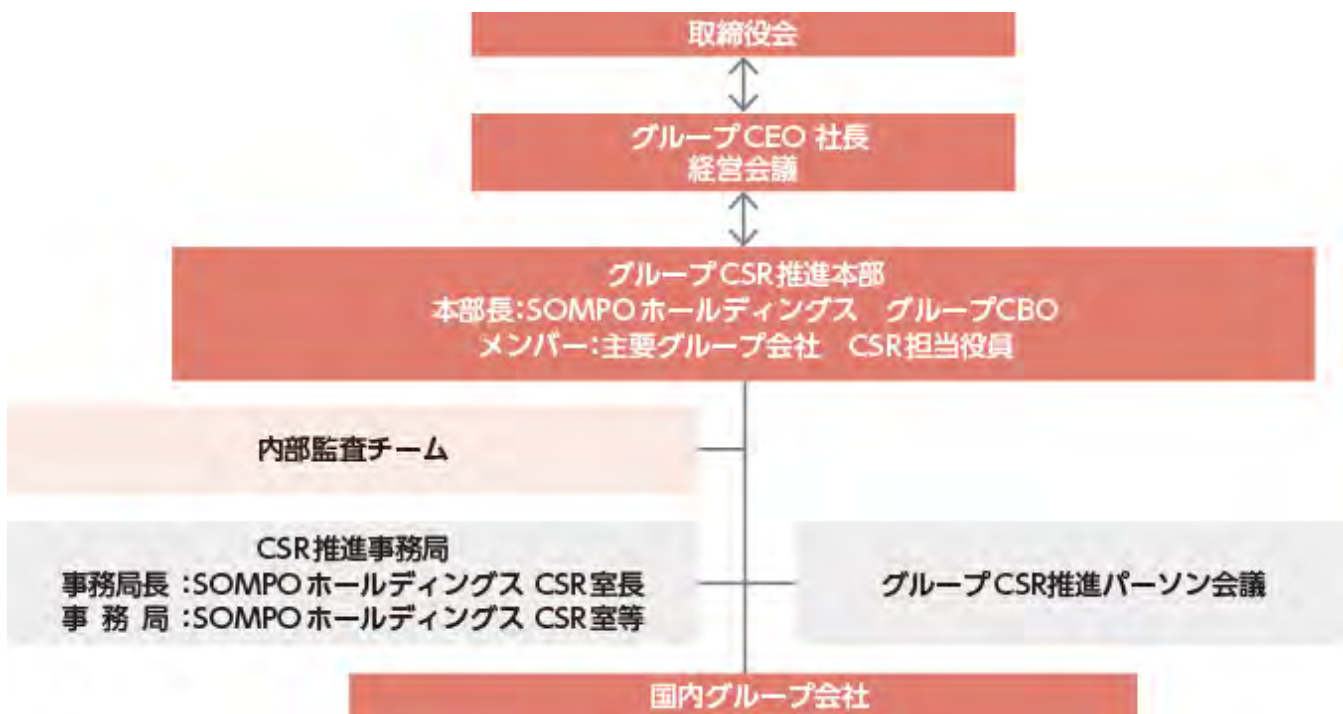 取締役会
グループCEO 社長
経営会議
グループCSR推進本部
本部長:SOMPOホールディングス グループCBO
メンバー:主要グループ会社 CSR担当役員
内部監査チーム
CSR推進事務局
事務局長:SOMPOホールディングス CSR室長
事 務 局:SOMPOホールディングス CSR室等
グループCSR推進パーソン会議
国内グループ会社